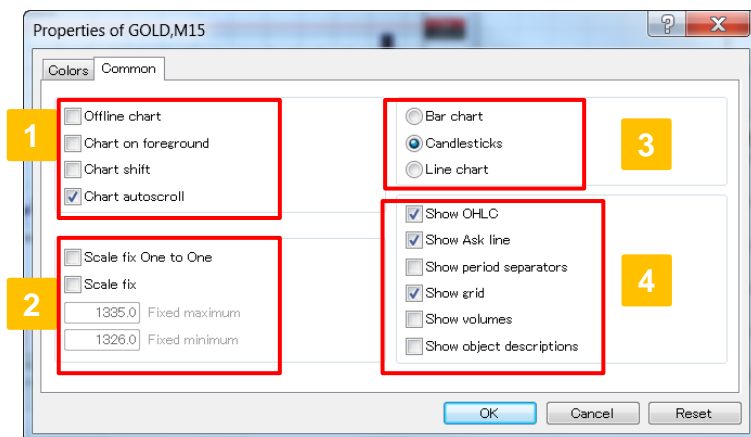 Properties of GOLD,M15
Colors Common
1
Offline chart
Chart on foreground
Chart shift
Chart autoscroll
3
Bar chart
Candlesticks
Line chart
2
Scale fix One to One
Scale fix
1335.0 Fixed maximum
1326.0 Fixed minimum
4
Show OHLC
Show Ask line
Show period separators
Show grid
Show volumes
Show object descriptions
OK Cancel Reset